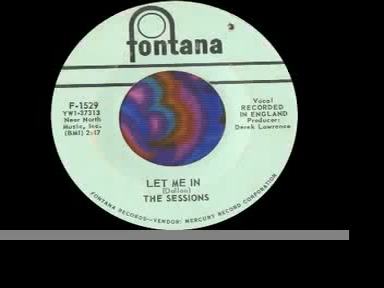 fontana
F-1529
YW1-37313
Near North
Music, Inc.
(BMI) 2:17
Vocal
RECORDED
IN ENGLAND
Producer:
Derek Lawrence
LET ME IN
(Dallon)
THE SESSIONS
FONTANA RECORDS—VENDOR: MERCURY RECORD CORPORATION